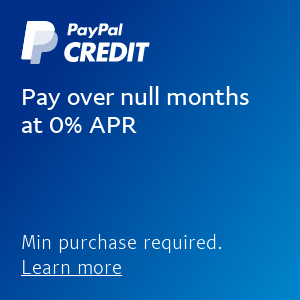 PayPal
CREDIT
Pay over null months
at 0% APR
Min purchase required.
Learn more